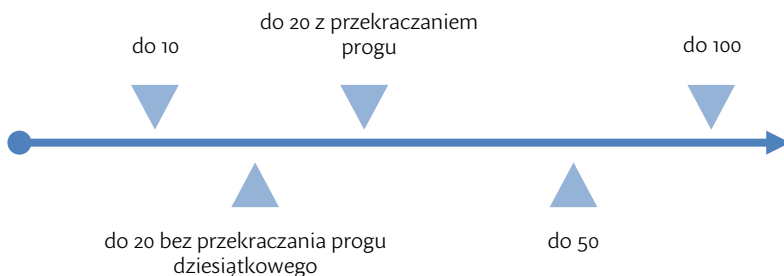 do 10
do 20 z przekraczaniem
progu
do 100
do 20 bez przekraczania progu
dziesiątkowego
do 50